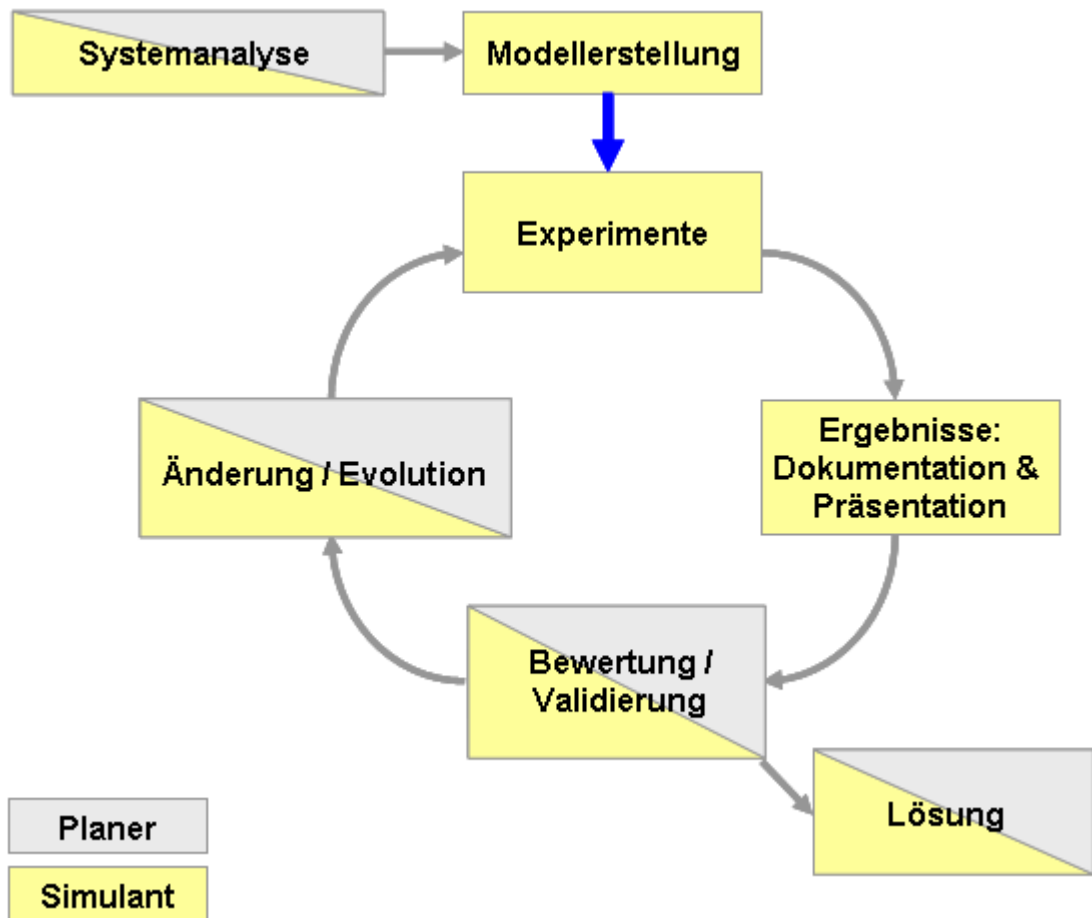 Systemanalyse
Modellerstellung
Experimente
Änderung / Evolution
Ergebnisse:
Dokumentation &
Präsentation
Bewertung /
Validierung
Lösung
Planer
Simulant